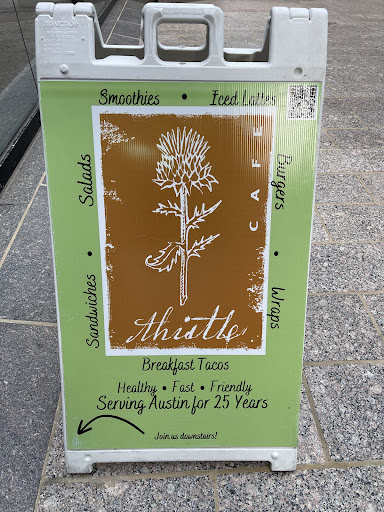 Smoothies • Iced Lattes
Salads
•
Sandwiches
CAFE
Burgers
•
Wraps
thistle
Breakfast Tacos
Healthy • Fast • Friendly
Serving Austin for 25 Years
Join us downstairs!